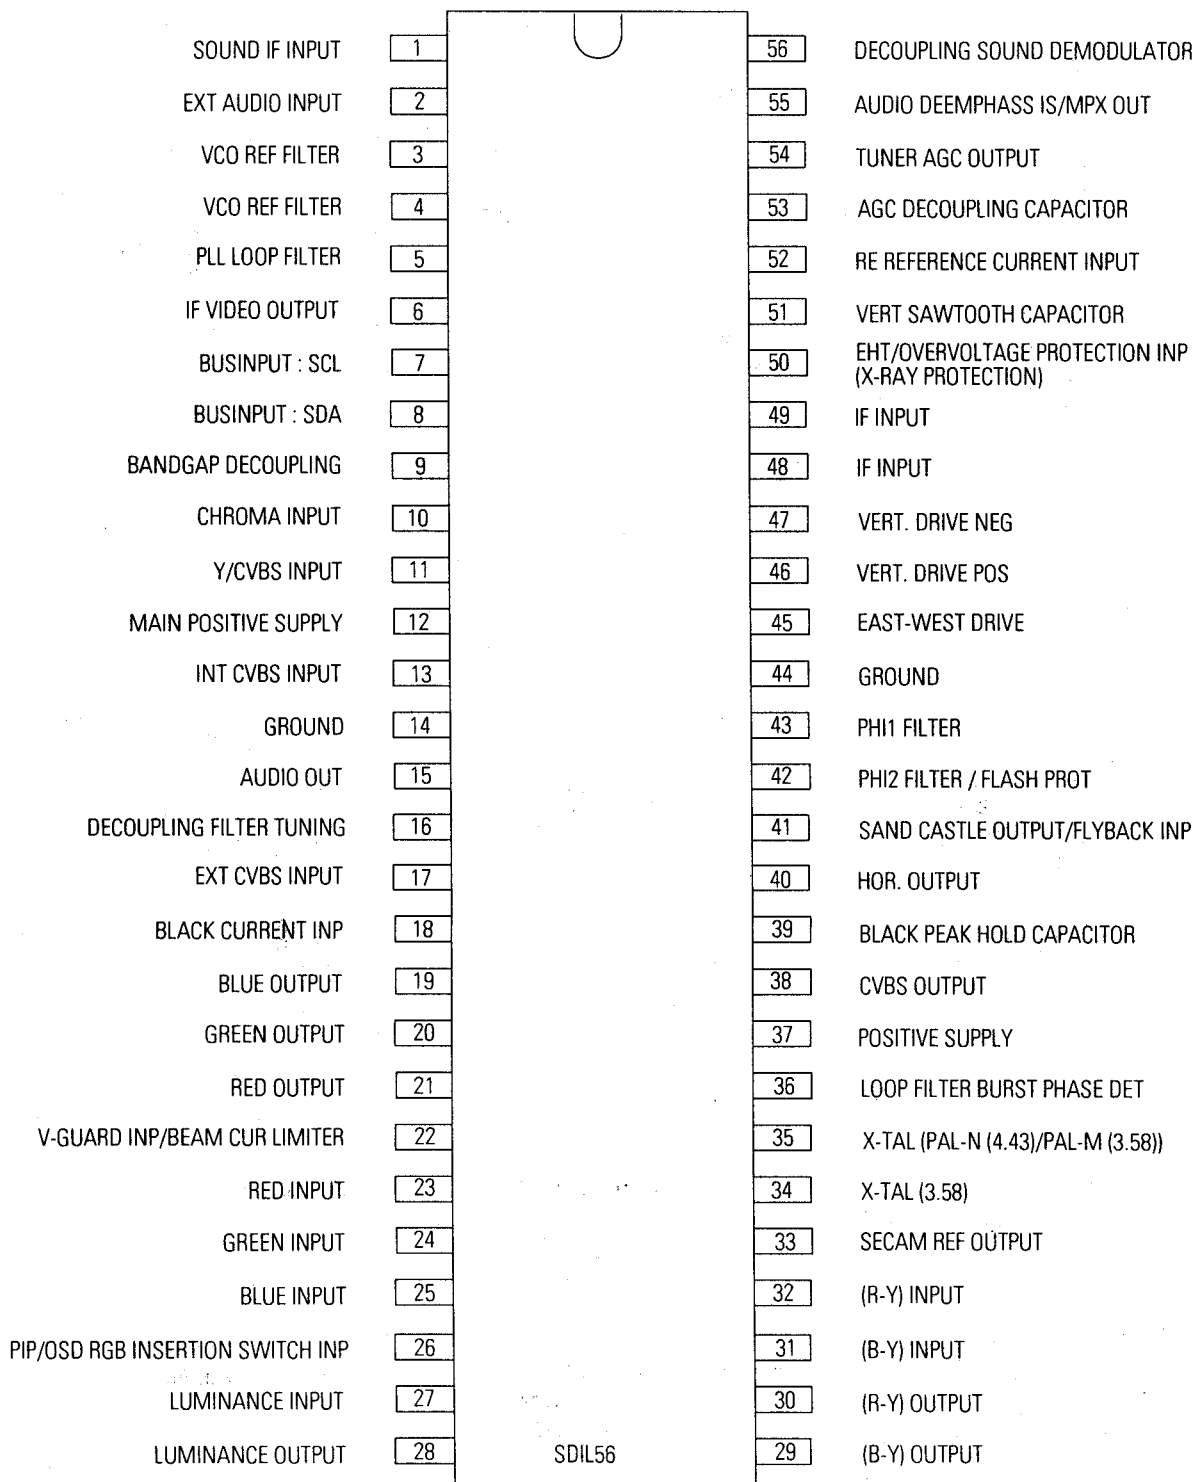 SOUND IF INPUT 1 56 DECOUPLING SOUND DEMODULATOR
EXT AUDIO INPUT 2 55 AUDIO DEEMPHASS IS/MPX OUT
VCO REF FILTER 3 54 TUNER AGC OUTPUT
VCO REF FILTER 4 53 AGC DECOUPLING CAPACITOR
PLL LOOP FILTER 5 52 RE REFERENCE CURRENT INPUT
IF VIDEO OUTPUT 6 51 VERT SAWTOOTH CAPACITOR
BUSINPUT : SCL 7 50 EHT/OVERVOLTAGE PROTECTION INP
(X-RAY PROTECTION)
BUSINPUT : SDA 8 49 IF INPUT
BANDGAP DECOUPLING 9 48 IF INPUT
CHROMA INPUT 10 47 VERT. DRIVE NEG
Y/CVBS INPUT 11 46 VERT. DRIVE POS
MAIN POSITIVE SUPPLY 12 45 EAST-WEST DRIVE
INT CVBS INPUT 13 44 GROUND
GROUND 14 43 PHI1 FILTER
AUDIO OUT 15 42 PHI2 FILTER / FLASH PROT
DECOUPLING FILTER TUNING 16 41 SAND CASTLE OUTPUT/FLYBACK INP
EXT CVBS INPUT 17 40 HOR. OUTPUT
BLACK CURRENT INP 18 39 BLACK PEAK HOLD CAPACITOR
BLUE OUTPUT 19 38 CVBS OUTPUT
GREEN OUTPUT 20 37 POSITIVE SUPPLY
RED OUTPUT 21 36 LOOP FILTER BURST PHASE DET
V-GUARD INP/BEAM CUR LIMITER 22 35 X-TAL (PAL-N (4.43)/PAL-M (3.58))
RED INPUT 23 34 X-TAL (3.58)
GREEN INPUT 24 33 SECAM REF OUTPUT
BLUE INPUT 25 32 (R-Y) INPUT
PIP/OSD RGB INSERTION SWITCH INP 26 31 (B-Y) INPUT
LUMINANCE INPUT 27 30 (R-Y) OUTPUT
LUMINANCE OUTPUT 28 SDIL56 29 (B-Y) OUTPUT